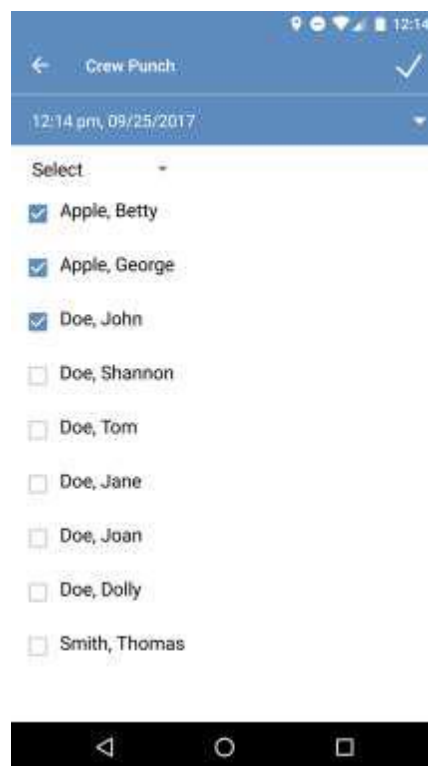 12:14
Crew Punch
12:14 pm, 09/25/2017
Select
Apple, Betty
Apple, George
Doe, John
Doe, Shannon
Doe, Tom
Doe, Jane
Doe, Joan
Doe, Dolly
Smith, Thomas